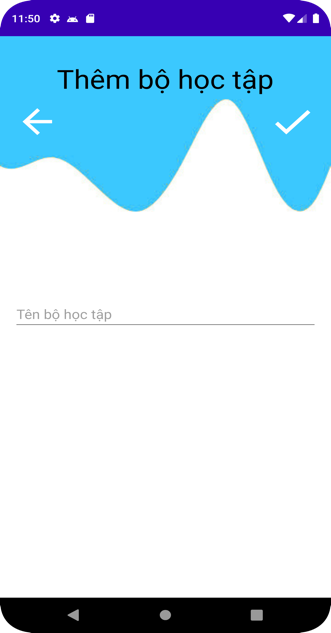 11:50
Thêm bộ học tập
Tên bộ học tập